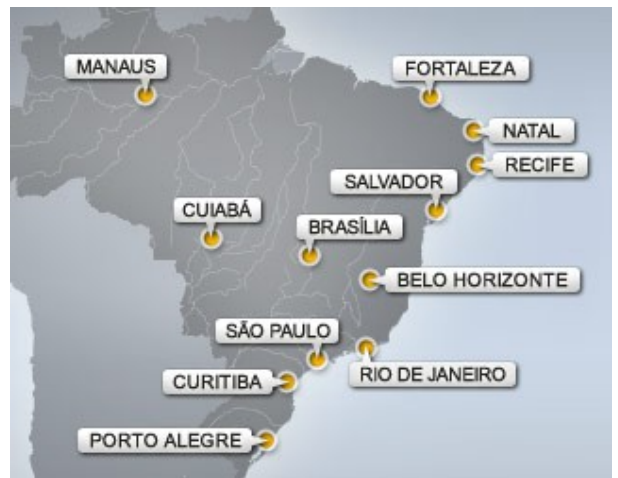 MANAUS
FORTALEZA
NATAL
RECIFE
SALVADOR
CUIABÁ
BRASÍLIA
BELO HORIZONTE
SÃO PAULO
RIO DE JANEIRO
CURITIBA
PORTO ALEGRE